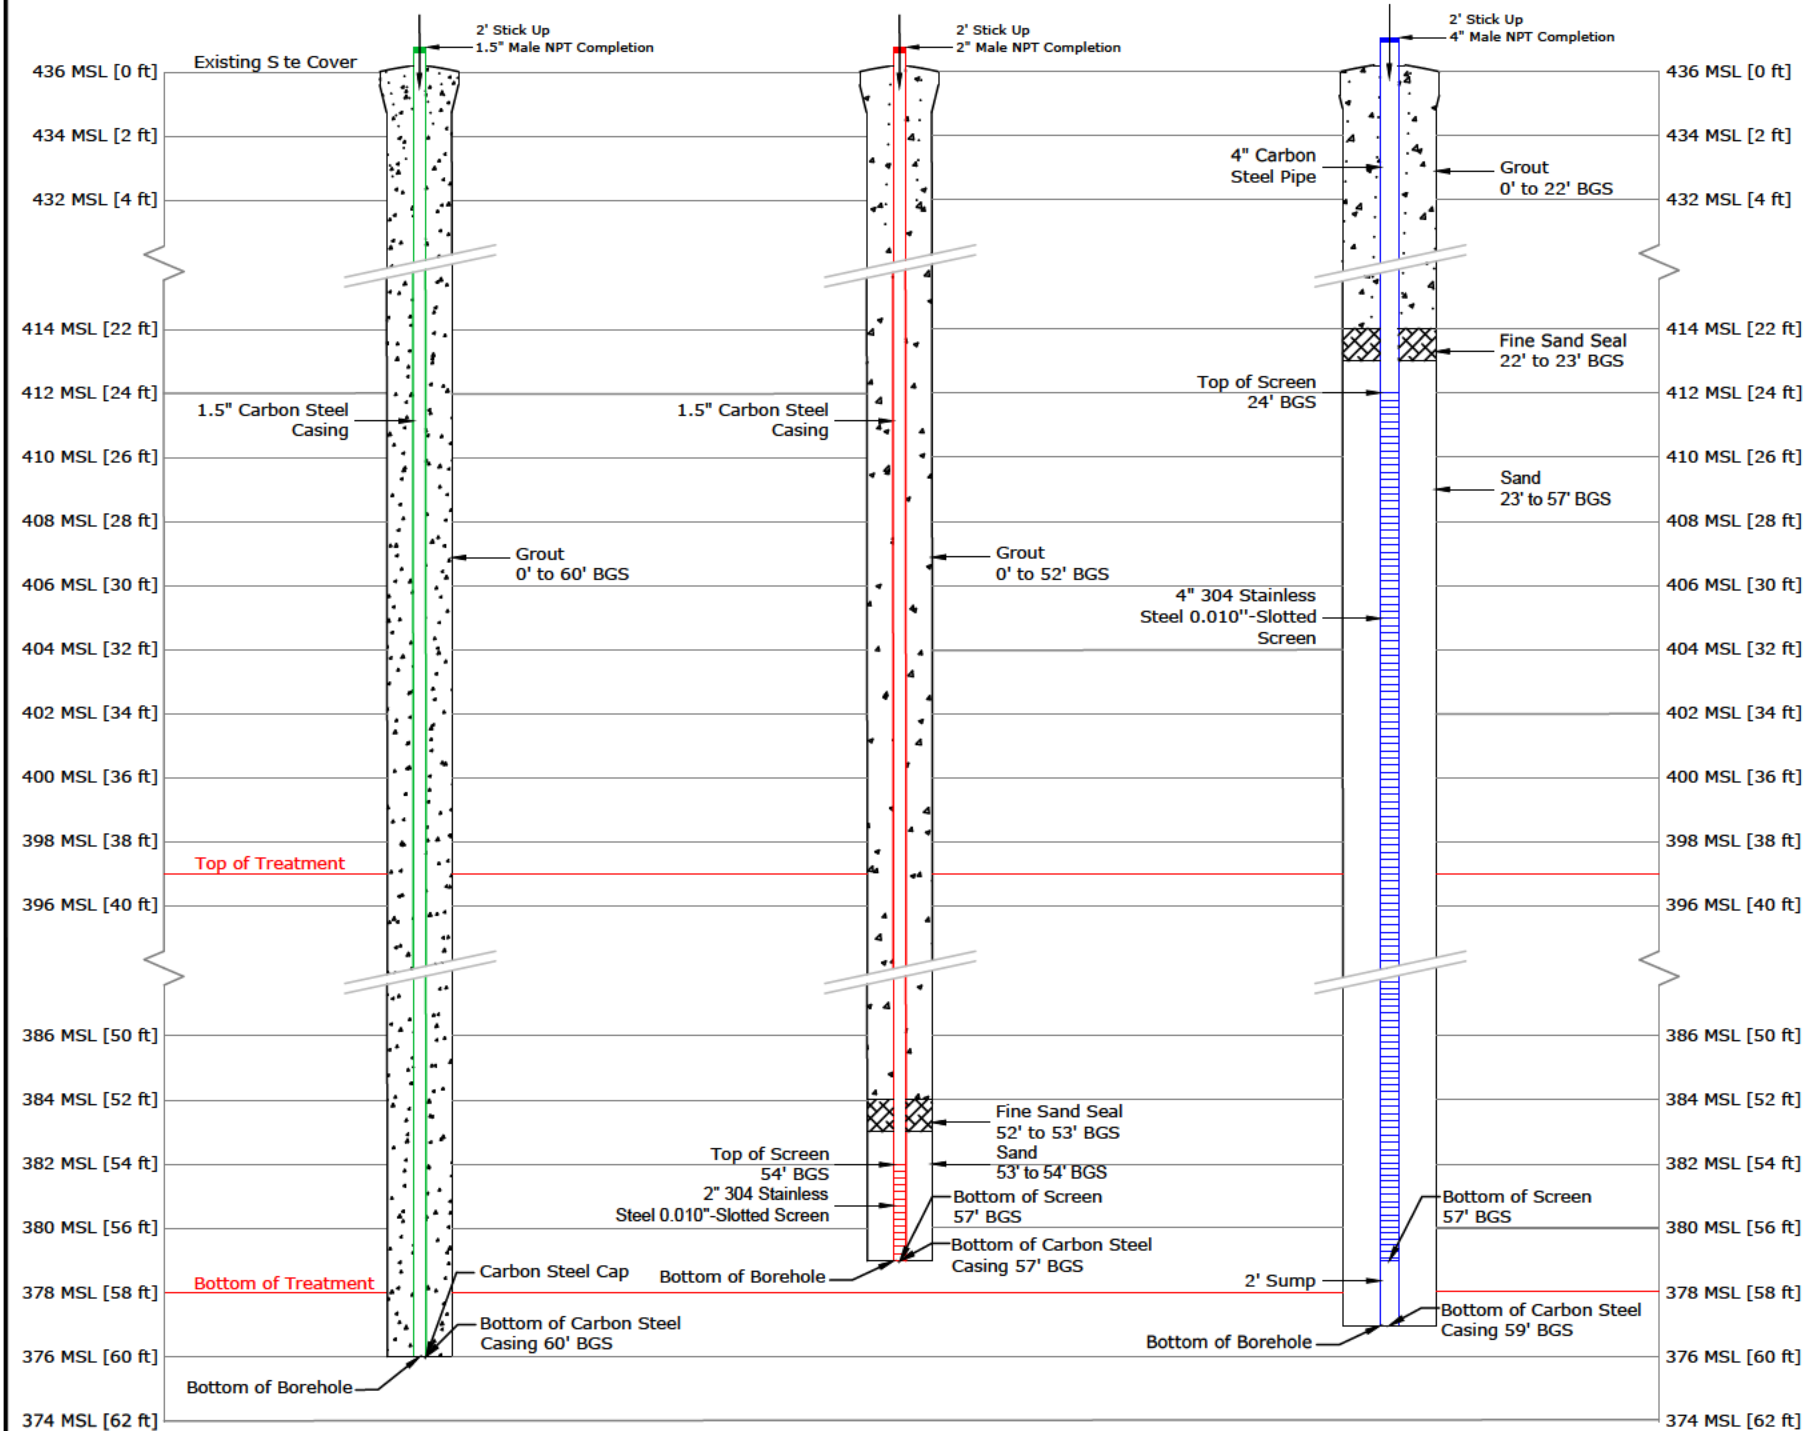 2' Stick Up
1.5" Male NPT Completion
2' Stick Up
2" Male NPT Completion
2' Stick Up
4" Male NPT Completion
Existing S te Cover
436 MSL [0 ft]
436 MSL [0 ft]
434 MSL [2 ft]
434 MSL [2 ft]
4" Carbon
Steel Pipe
Grout
0' to 22' BGS
432 MSL [4 ft]
432 MSL [4 ft]
414 MSL [22 ft]
414 MSL [22 ft]
Fine Sand Seal
22' to 23' BGS
412 MSL [24 ft]
Top of Screen
24' BGS
412 MSL [24 ft]
1.5" Carbon Steel
Casing
1.5" Carbon Steel
Casing
410 MSL [26 ft]
410 MSL [26 ft]
Sand
23' to 57' BGS
408 MSL [28 ft]
408 MSL [28 ft]
Grout
0' to 60' BGS
Grout
0' to 52' BGS
406 MSL [30 ft]
406 MSL [30 ft]
4" 304 Stainless
Steel 0.010''-Slotted
Screen
404 MSL [32 ft]
404 MSL [32 ft]
402 MSL [34 ft]
402 MSL [34 ft]
400 MSL [36 ft]
400 MSL [36 ft]
398 MSL [38 ft]
398 MSL [38 ft]
Top of Treatment
396 MSL [40 ft]
396 MSL [40 ft]
386 MSL [50 ft]
386 MSL [50 ft]
384 MSL [52 ft]
384 MSL [52 ft]
Fine Sand Seal
52' to 53' BGS
Sand
53' to 54' BGS
382 MSL [54 ft]
Top of Screen
54' BGS
382 MSL [54 ft]
2" 304 Stainless
Steel 0.010"-Slotted Screen
Bottom of Screen
57' BGS
Bottom of Screen
57' BGS
380 MSL [56 ft]
380 MSL [56 ft]
Bottom of Carbon Steel
Casing 57' BGS
Carbon Steel Cap
Bottom of Borehole
2' Sump
Bottom of Treatment
378 MSL [58 ft]
378 MSL [58 ft]
Bottom of Carbon Steel
Casing 60' BGS
Bottom of Carbon Steel
Casing 59' BGS
Bottom of Borehole
376 MSL [60 ft]
376 MSL [60 ft]
Bottom of Borehole
374 MSL [62 ft]
374 MSL [62 ft]